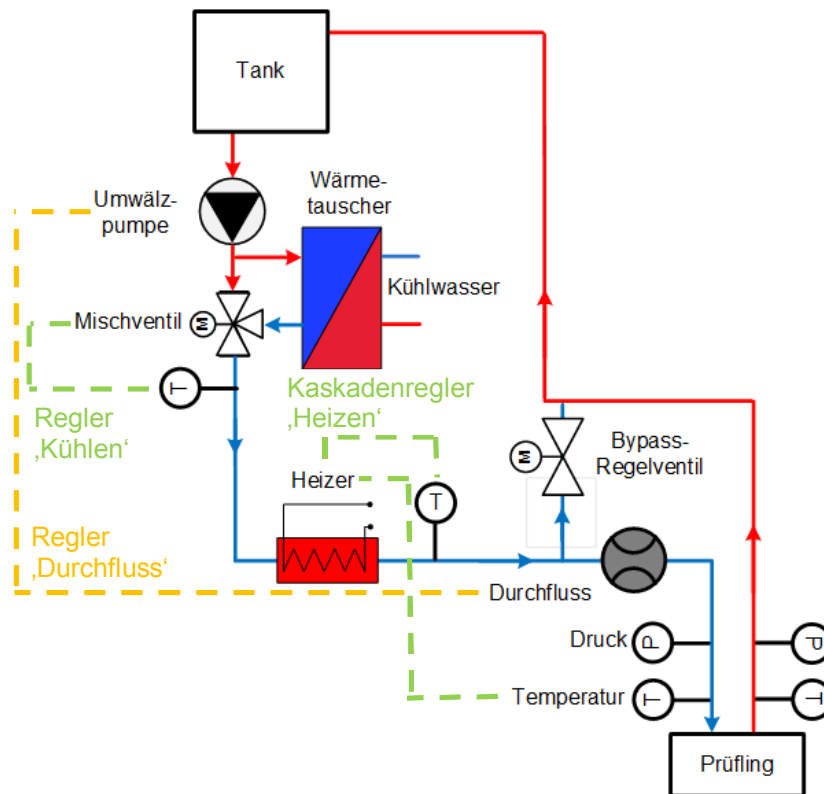 Tank
Umwälz-
pumpe
Wärme-
tauscher
Kühlwasser
Mischventil
M
T
Regler
‚Kühlen‘
Kaskadenregler
‚Heizen‘
Heizer
T
M
Bypass-
Regelventil
Regler
‚Durchfluss‘
Durchfluss
Druck
P
P
Temperatur
T
T
Prüfling